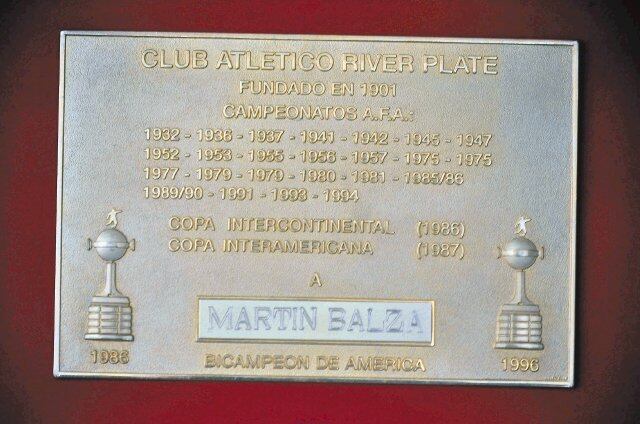 CLUB ATLETICO RIVER PLATE
FUNDADO EN 1901
CAMPEONATOS A.F.A.:
1932 - 1936 - 1937 - 1941 - 1942 - 1945 - 1947
1952 - 1953 - 1955 - 1956 - 1957 - 1975 - 1975
1977 - 1979 - 1979 - 1980 - 1981 - 1985/86
1989/90 - 1991 - 1993 - 1994
COPA INTERCONTINENTAL (1986)
COPA INTERAMERICANA (1987)
A
MARTIN BALZA
BICAMPEON DE AMERICA
1986
1996